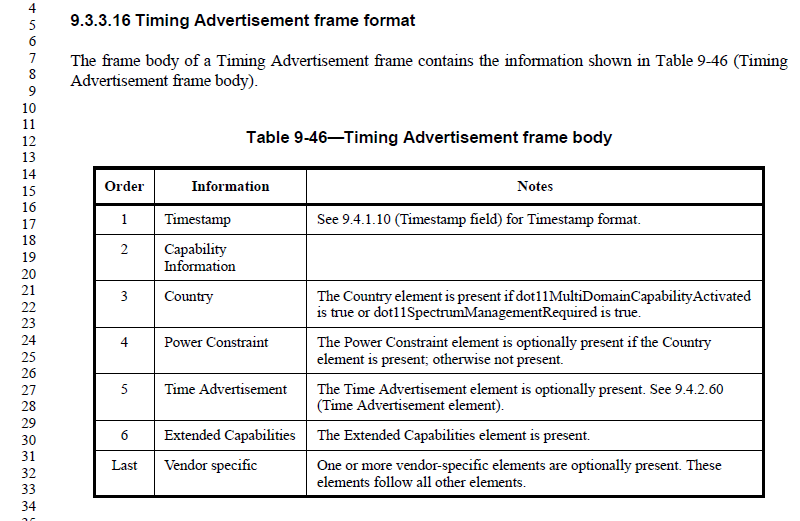 4
5 9.3.3.16 Timing Advertisement frame format
6
7 The frame body of a Timing Advertisement frame contains the information shown in Table 9-46 (Timing
8 Advertisement frame body).
9
10
11
12 Table 9-46—Timing Advertisement frame body
13
14
15 Order Information Notes
16
17 1 Timestamp See 9.4.1.10 (Timestamp field) for Timestamp format.
18
19 2 Capability
20 Information
21 3 Country The Country element is present if dot11MultiDomainCapabilityActivated
22 is true or dot11SpectrumManagementRequired is true.
23
24 4 Power Constraint The Power Constraint element is optionally present if the Country
25 element is present; otherwise not present.
26
27 5 Time Advertisement The Time Advertisement element is optionally present. See 9.4.2.60
28 (Time Advertisement element).
29
30 6 Extended Capabilities The Extended Capabilities element is present.
31
32 Last Vendor specific One or more vendor-specific elements are optionally present. These
33 elements follow all other elements.
34